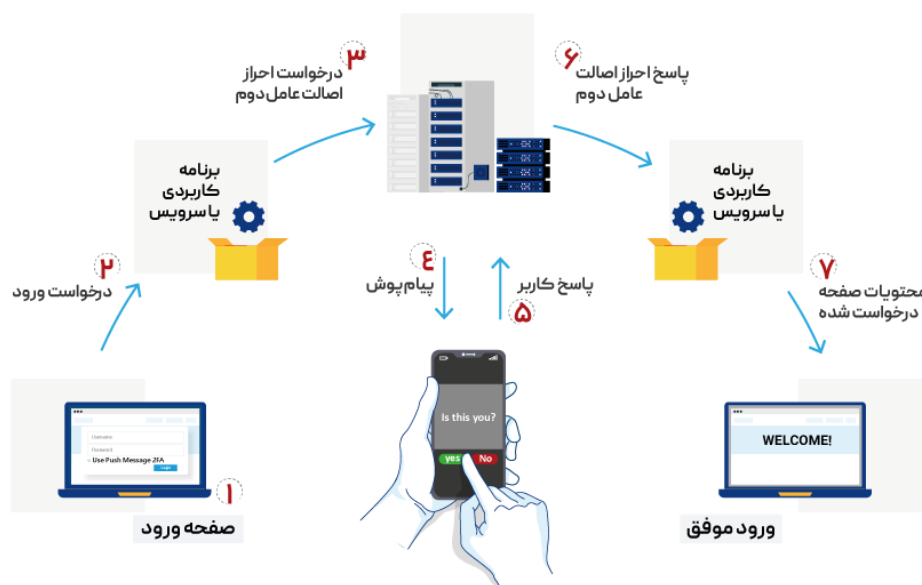 ۱
صفحه ورود
Username
Password
Use Push Message 2FA
Login
۲
درخواست ورود
برنامه
کاربردی
یا سرویس
۳
درخواست احراز
اصالت عامل دوم
۴
پیام پوش
Is this you?
yes
No
۵
پاسخ کاربر
۶
پاسخ احراز اصالت
عامل دوم
برنامه
کاربردی
یا سرویس
۷
محتویات صفحه
درخواست شده
WELCOME!
ورود موفق